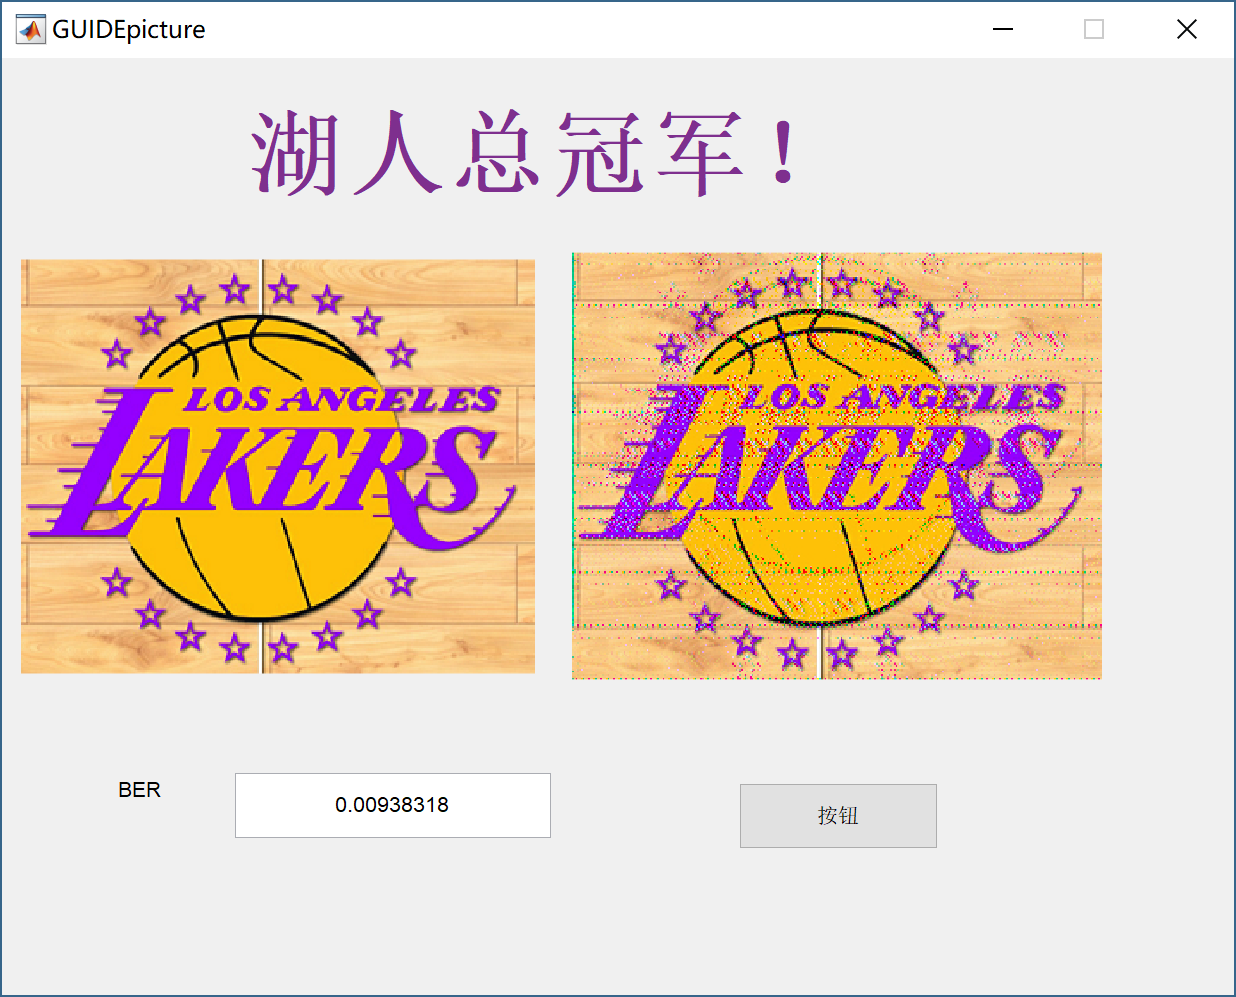 GUIDEpicture
湖人总冠军！
LOS ANGELES
LAKERS
LOS ANGELES
LAKERS
BER
0.00938318
按钮